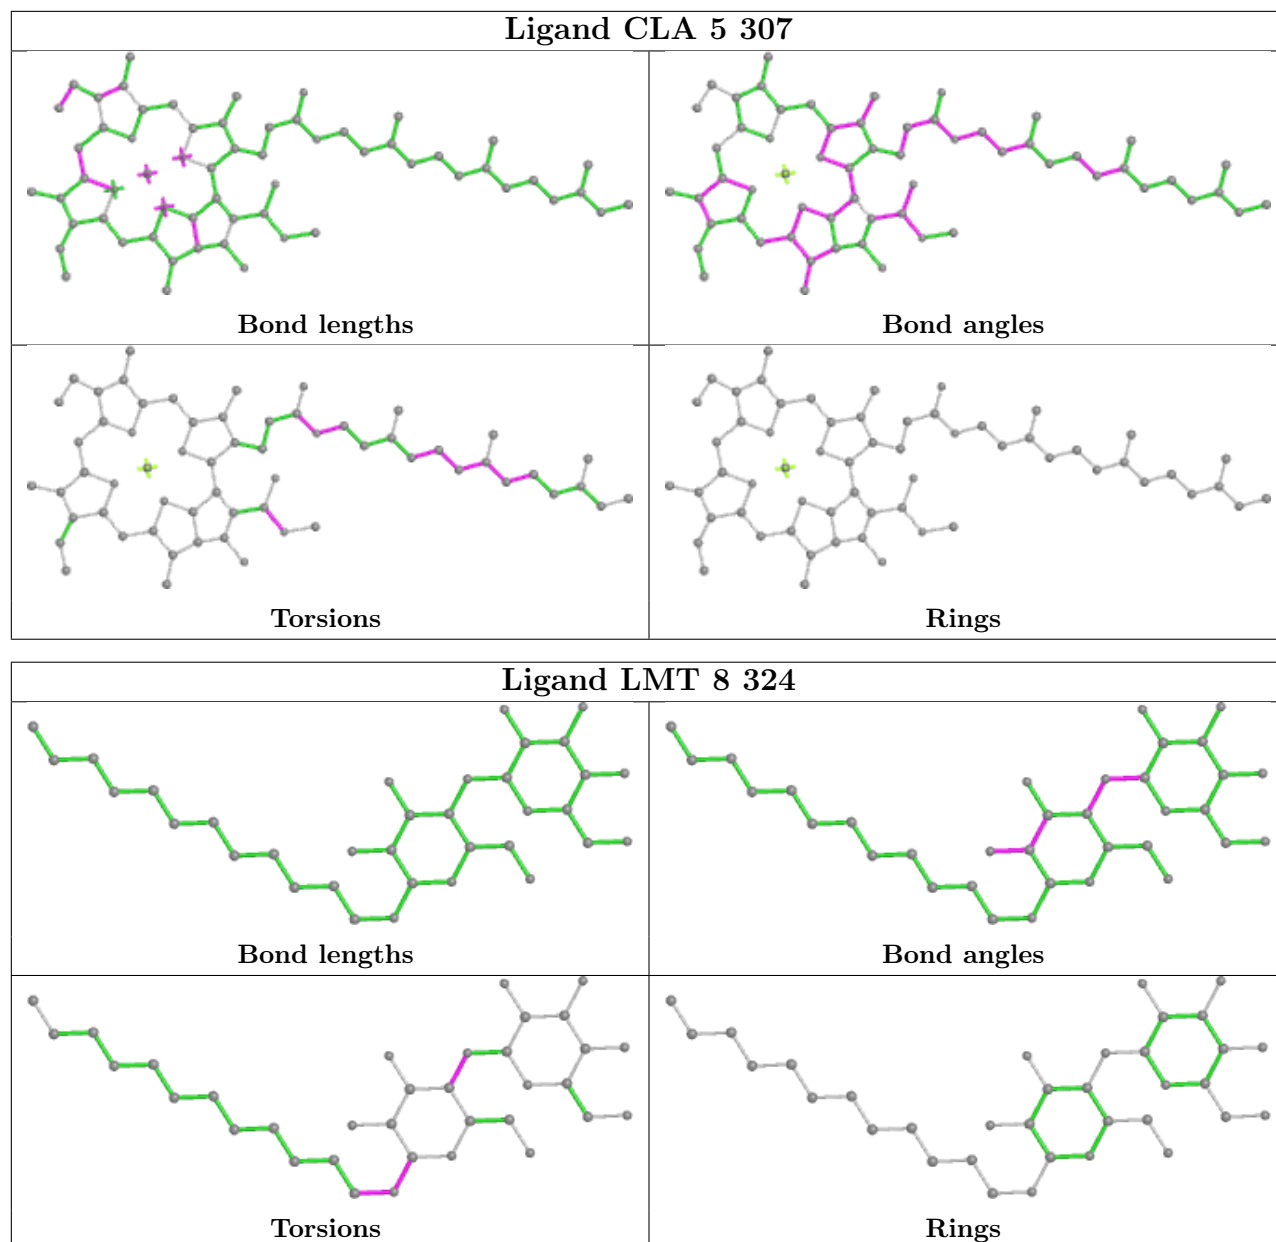 Ligand CLA 5 307
Bond lengths
Bond angles
Torsions
Rings
Ligand LMT 8 324
Bond lengths
Bond angles
Torsions
Rings